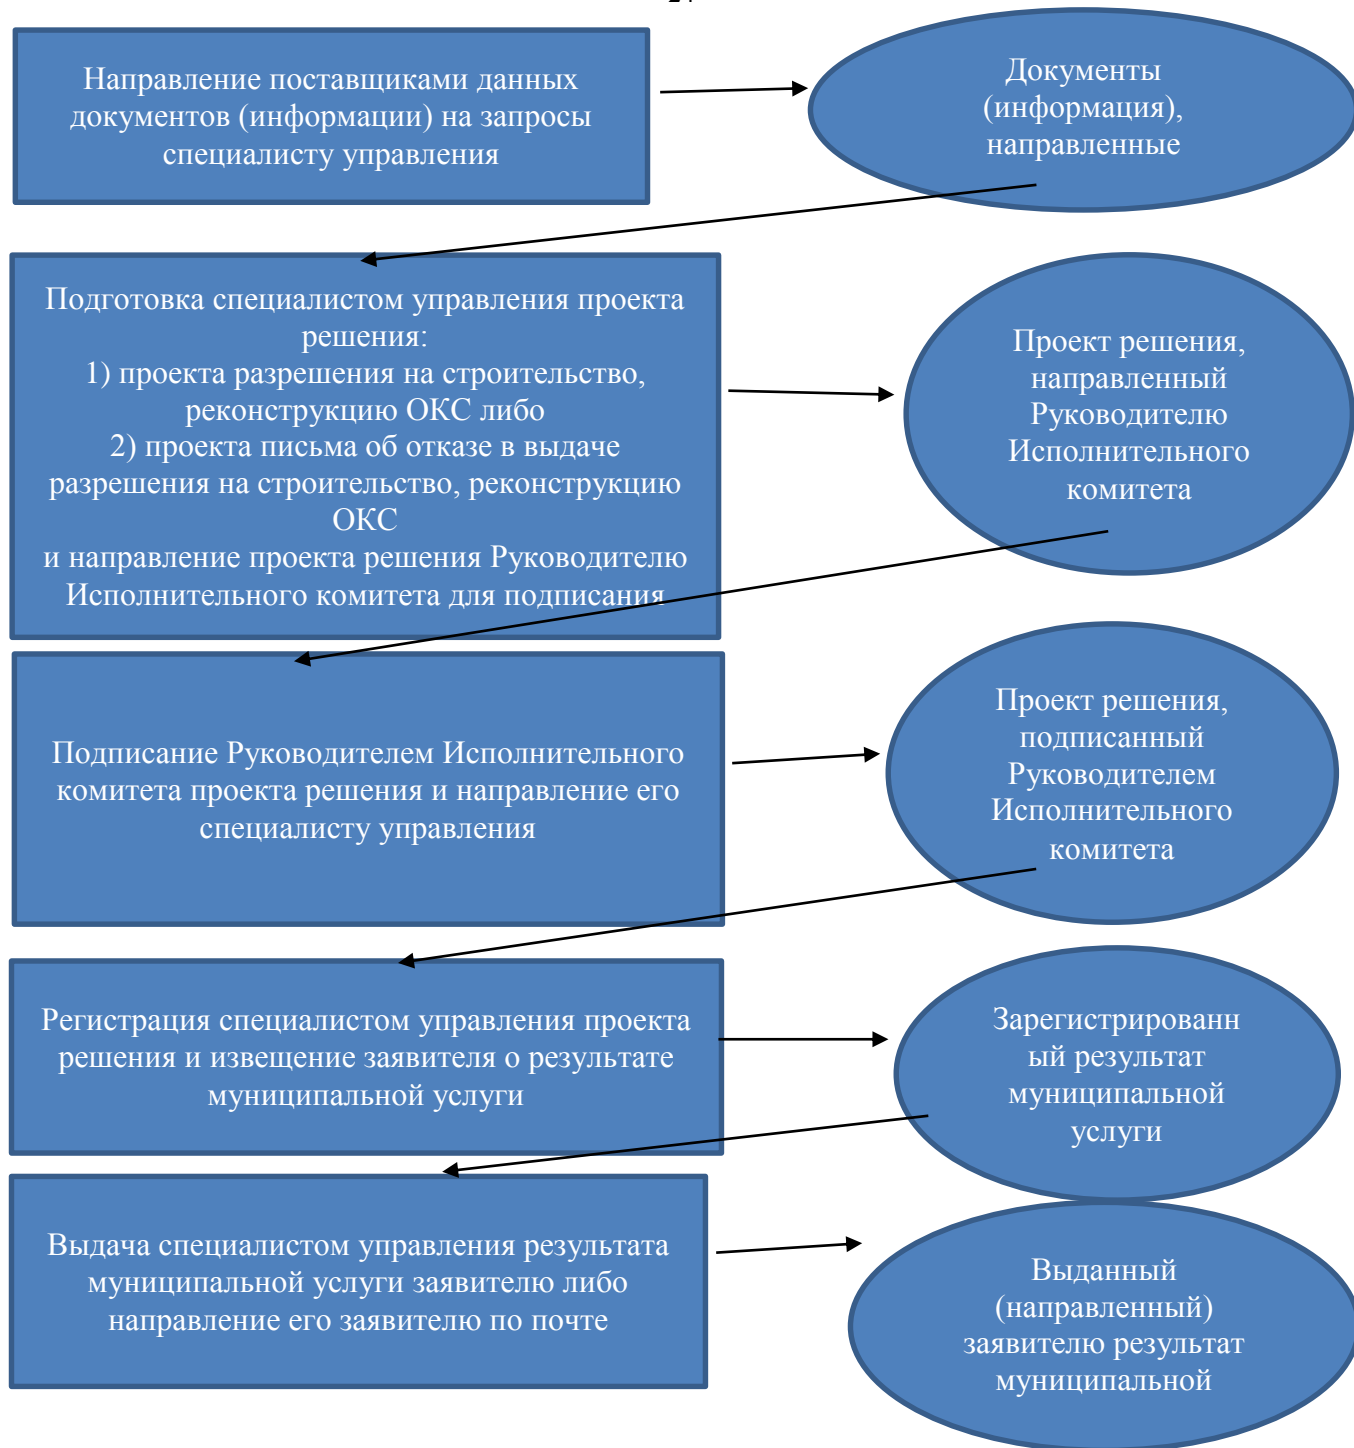 Направление поставщиками данных
документов (информации) на запросы
специалисту управления
Документы
(информация),
направленные
Подготовка специалистом управления проекта
решения:
1) проекта разрешения на строительство,
реконструкцию ОКС либо
2) проекта письма об отказе в выдаче
разрешения на строительство, реконструкцию
ОКС
и направление проекта решения Руководителю
Исполнительного комитета для подписания
Проект решения,
направленный
Руководителю
Исполнительного
комитета
Подписание Руководителем Исполнительного
комитета проекта решения и направление его
специалисту управления
Проект решения,
подписанный
Руководителем
Исполнительного
комитета
Регистрация специалистом управления проекта
решения и извещение заявителя о результате
муниципальной услуги
Зарегистрированн
ый результат
муниципальной
услуги
Выдача специалистом управления результата
муниципальной услуги заявителю либо
направление его заявителю по почте
Выданный
(направленный)
заявителю результат
муниципальной